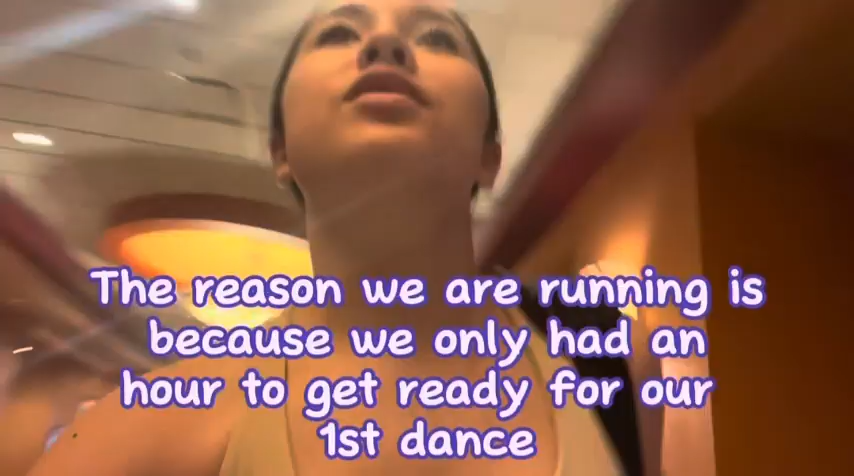 The reason we are running is
because we only had an
hour to get ready for our
1st dance